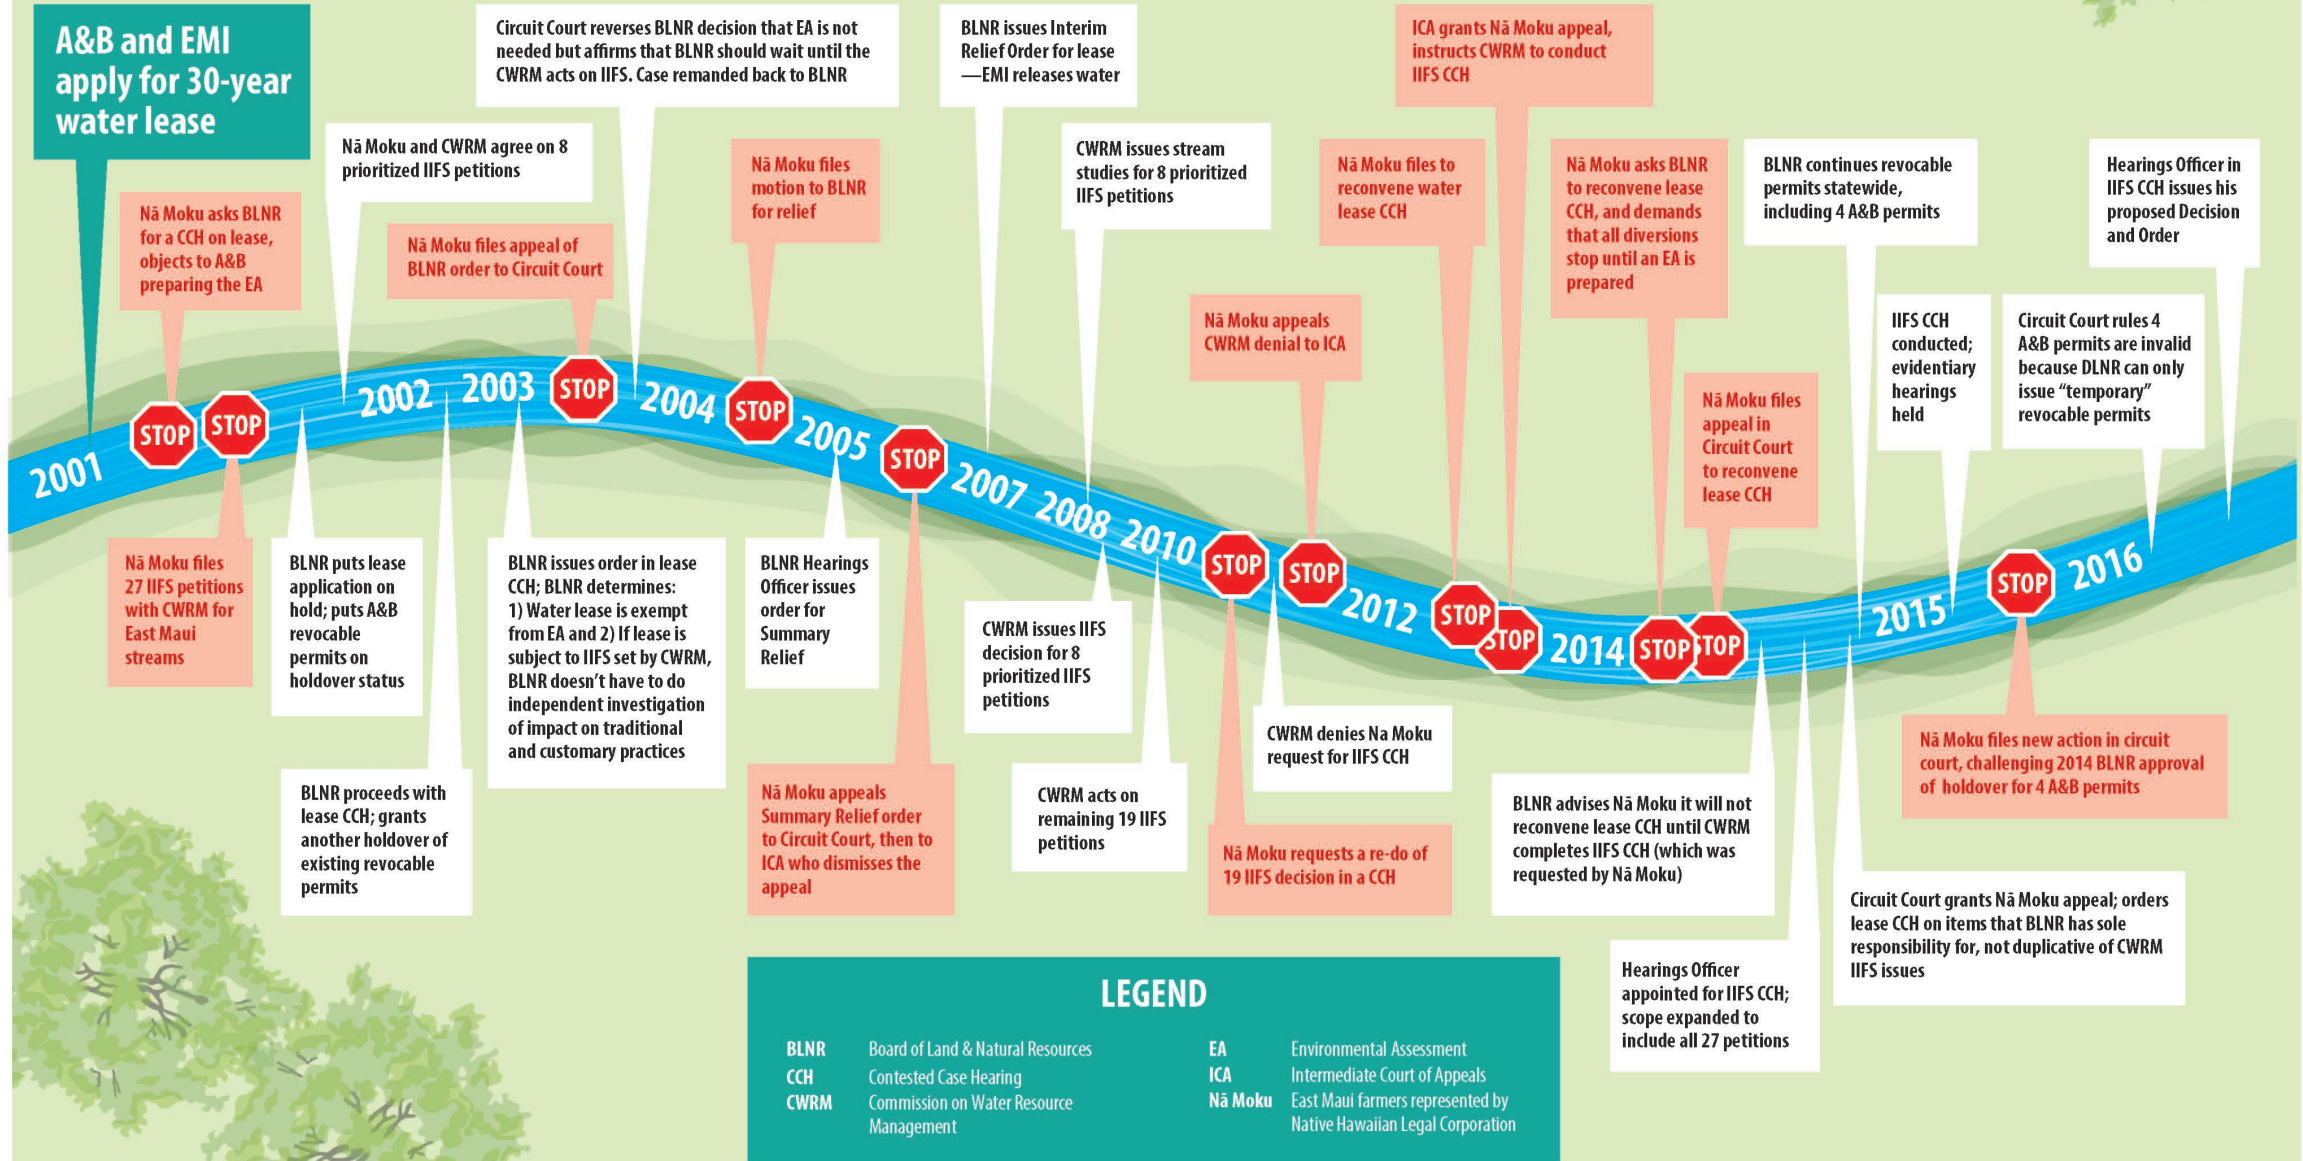 A&B and EMI
apply for 30-year
water lease
Nā Moku asks BLNR
for a CCH on lease,
objects to A&B
preparing the EA
Nā Moku and CWRM agree on 8
prioritized IIFS petitions
Nā Moku files appeal of
BLNR order to Circuit Court
Circuit Court reverses BLNR decision that EA is not
needed but affirms that BLNR should wait until the
CWRM acts on IIFS. Case remanded back to BLNR
Nā Moku files
motion to BLNR
for relief
BLNR issues Interim
Relief Order for lease
—EMI releases water
CWRM issues stream
studies for 8 prioritized
IIFS petitions
Nā Moku appeals
CWRM denial to ICA
Nā Moku files to
reconvene water
lease CCH
ICA grants Nā Moku appeal,
instructs CWRM to conduct
IIFS CCH
Nā Moku asks BLNR
to reconvene lease
CCH, and demands
that all diversions
stop until an EA is
prepared
Nā Moku files
appeal in
Circuit Court
to reconvene
lease CCH
BLNR continues revocable
permits statewide,
including 4 A&B permits
IIFS CCH
conducted;
evidentiary
hearings
held
Circuit Court rules 4
A&B permits are invalid
because DLNR can only
issue “temporary”
revocable permits
Hearings Officer in
IIFS CCH issues his
proposed Decision
and Order
2001
STOP
STOP
2002
2003
STOP
2004
STOP
2005
STOP
2007
2008
2010
STOP
STOP
2012
STOP
STOP
2014
STOP
STOP
2015
STOP
2016
Nā Moku files
27 IIFS petitions
with CWRM for
East Maui
streams
BLNR puts lease
application on
hold; puts A&B
revocable
permits on
holdover status
BLNR proceeds with
lease CCH; grants
another holdover of
existing revocable
permits
BLNR issues order in lease
CCH; BLNR determines:
1) Water lease is exempt
from EA and 2) If lease is
subject to IIFS set by CWRM,
BLNR doesn’t have to do
independent investigation
of impact on traditional
and customary practices
BLNR Hearings
Officer issues
order for
Summary
Relief
Nā Moku appeals
Summary Relief order
to Circuit Court, then to
ICA who dismisses the
appeal
CWRM issues IIFS
decision for 8
prioritized IIFS
petitions
CWRM acts on
remaining 19 IIFS
petitions
Nā Moku requests a re-do of
19 IIFS decision in a CCH
CWRM denies Na Moku
request for IIFS CCH
BLNR advises Nā Moku it will not
reconvene lease CCH until CWRM
completes IIFS CCH (which was
requested by Nā Moku)
Hearings Officer
appointed for IIFS CCH;
scope expanded to
include all 27 petitions
Circuit Court grants Nā Moku appeal; orders
lease CCH on items that BLNR has sole
responsibility for, not duplicative of CWRM
IIFS issues
Nā Moku files new action in circuit
court, challenging 2014 BLNR approval
of holdover for 4 A&B permits
LEGEND
BLNR Board of Land & Natural Resources
CCH Contested Case Hearing
CWRM Commission on Water Resource
Management
EA Environmental Assessment
ICA Intermediate Court of Appeals
Nā Moku East Maui farmers represented by
Native Hawaiian Legal Corporation